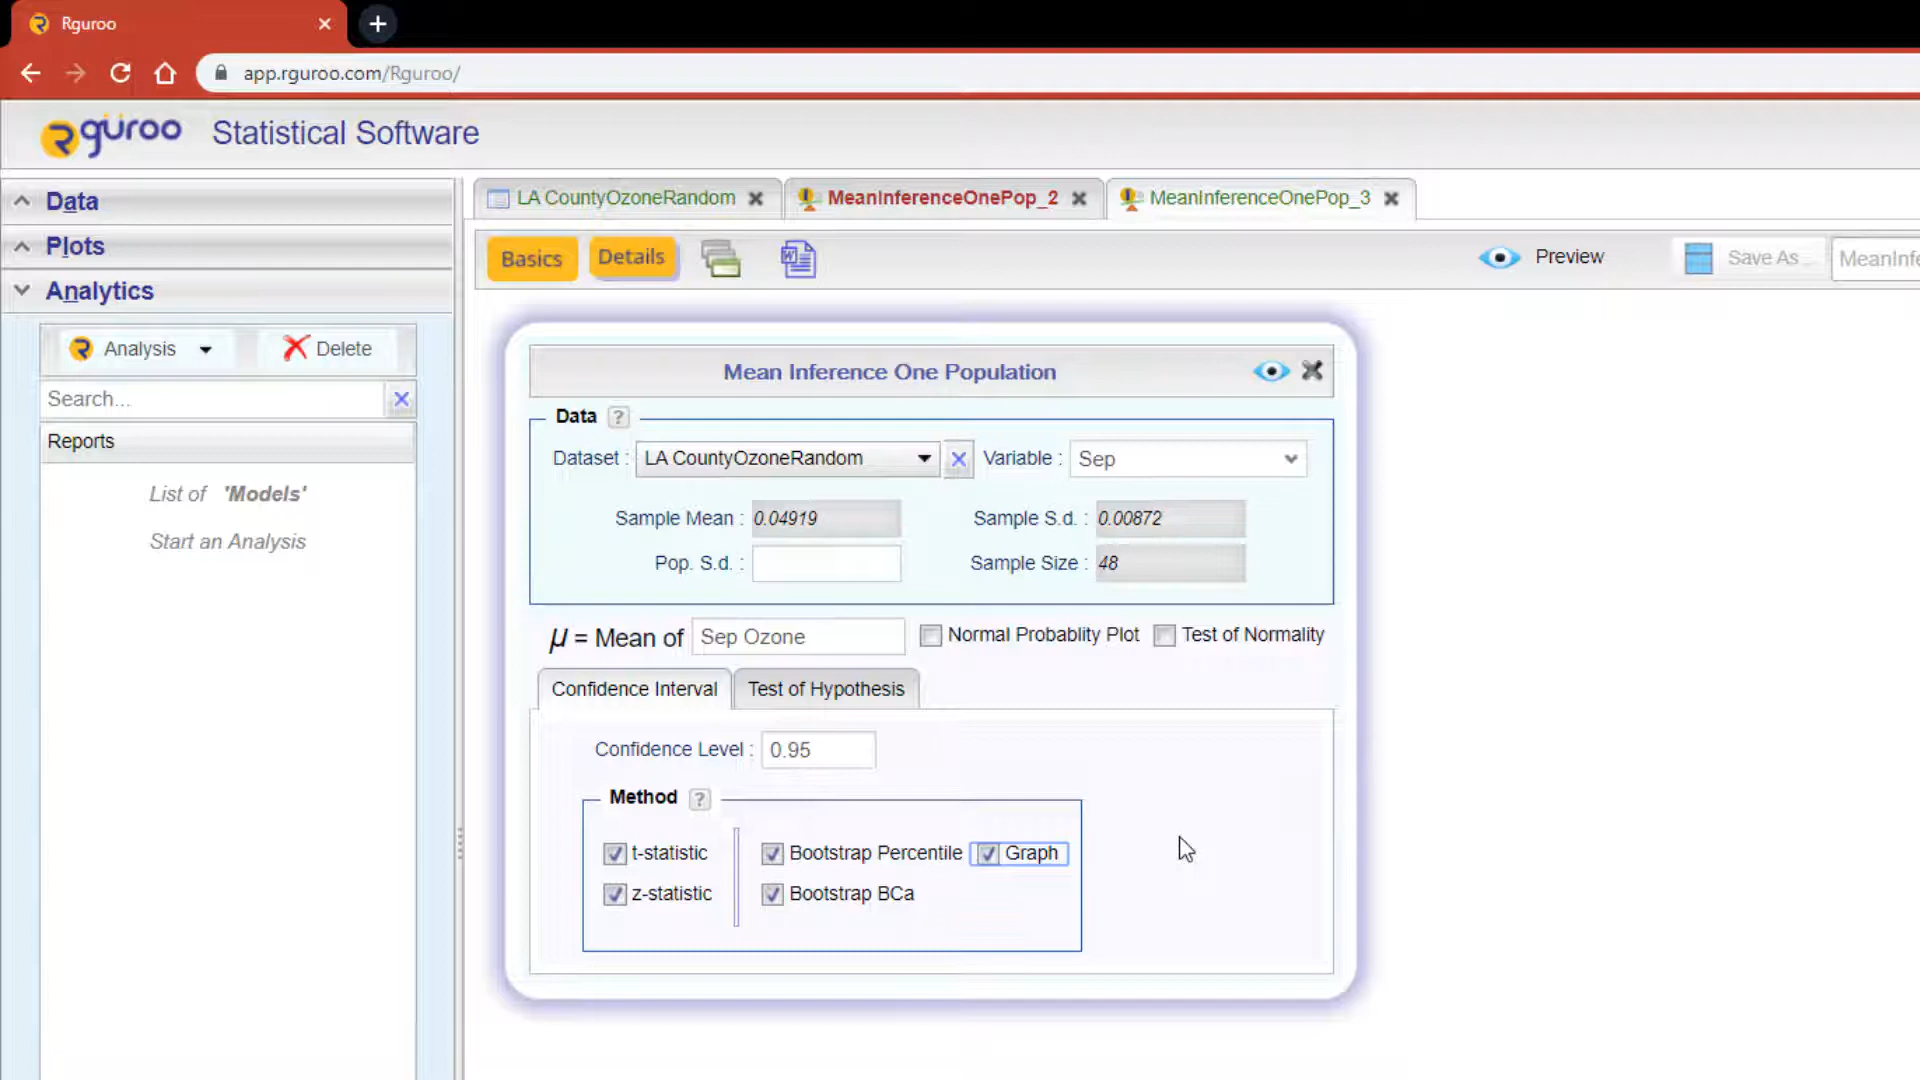 Rguroo
app.rguroo.com/Rguroo/
rguroo Statistical Software
Data
Plots
Analytics
Analysis
Delete
Search...
Reports
List of 'Models'
Start an Analysis
LA CountyOzoneRandom
MeanInferenceOnePop_2
MeanInferenceOnePop_3
Basics
Details
Preview
Save As ...
MeanInfe
Mean Inference One Population
Data ?
Dataset : LA CountyOzoneRandom Variable : Sep
Sample Mean : 0.04919 Sample S.d. : 0.00872
Pop. S.d. : Sample Size : 48
μ = Mean of Sep Ozone Normal Probablity Plot Test of Normality
Confidence Interval Test of Hypothesis
Confidence Level : 0.95
Method ?
t-statistic Bootstrap Percentile Graph
z-statistic Bootstrap BCa